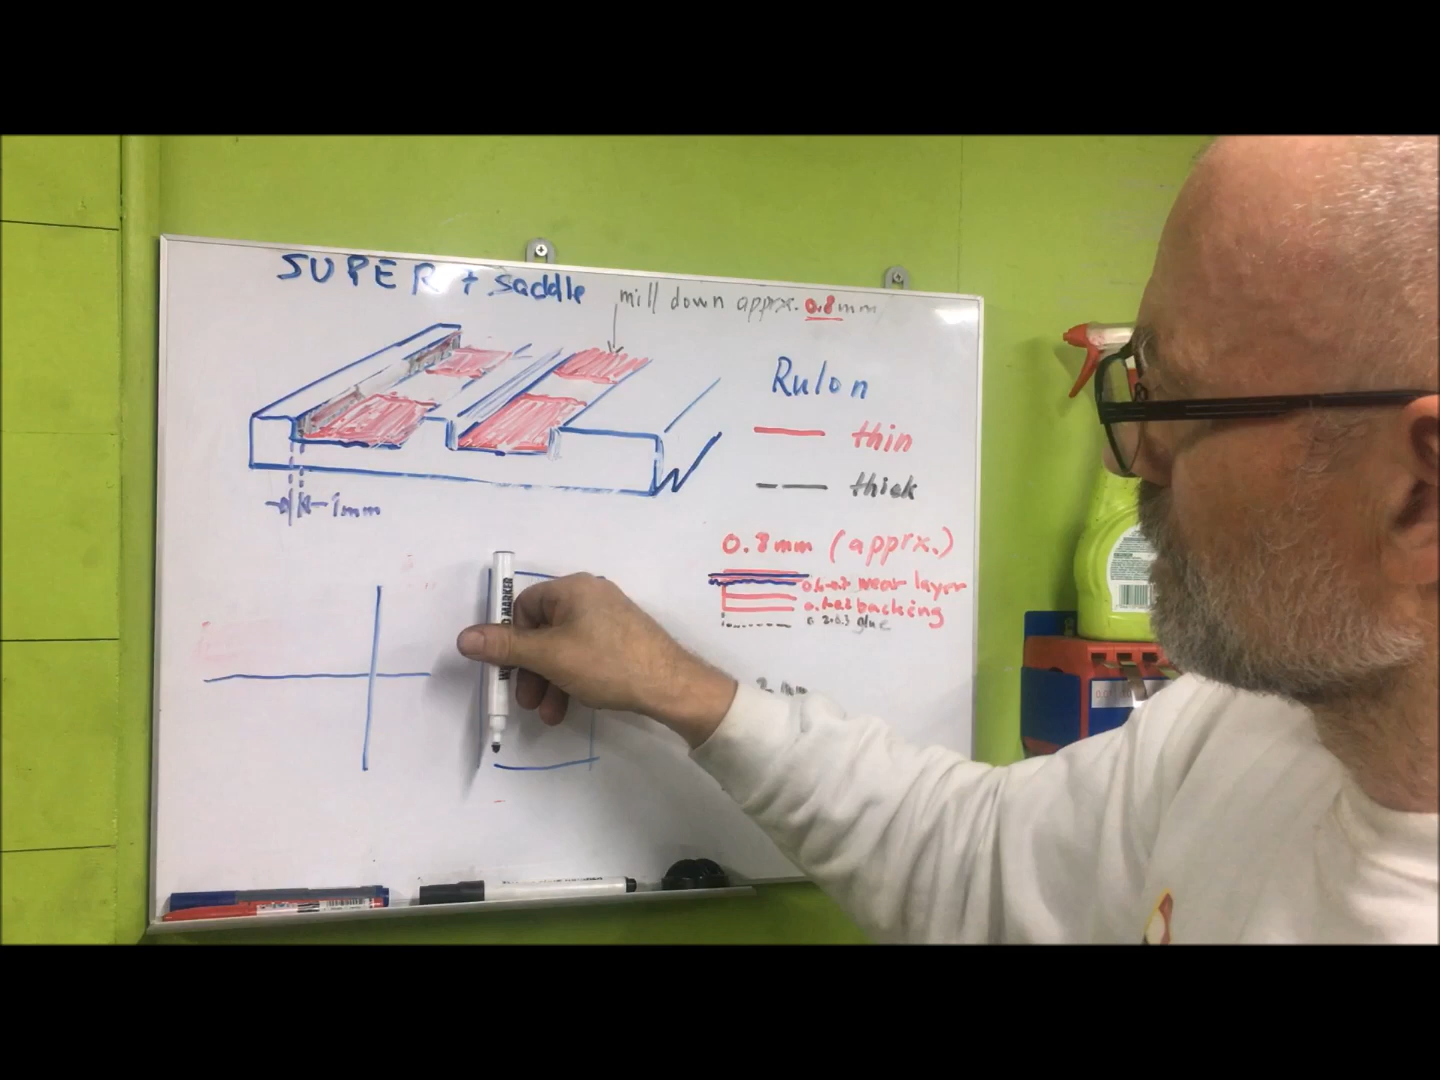 SUPER + saddle
mill down apprx. 0.8mm
Rulon
thin
thick
1mm
0.8mm (apprx.)
wear layer
backing
glue
MARKER